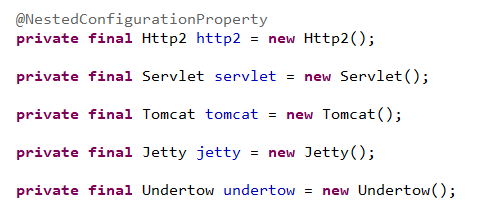 @NestedConfigurationProperty
private final Http2 http2 = new Http2();
private final Servlet servlet = new Servlet();
private final Tomcat tomcat = new Tomcat();
private final Jetty jetty = new Jetty();
private final Undertow undertow = new Undertow();